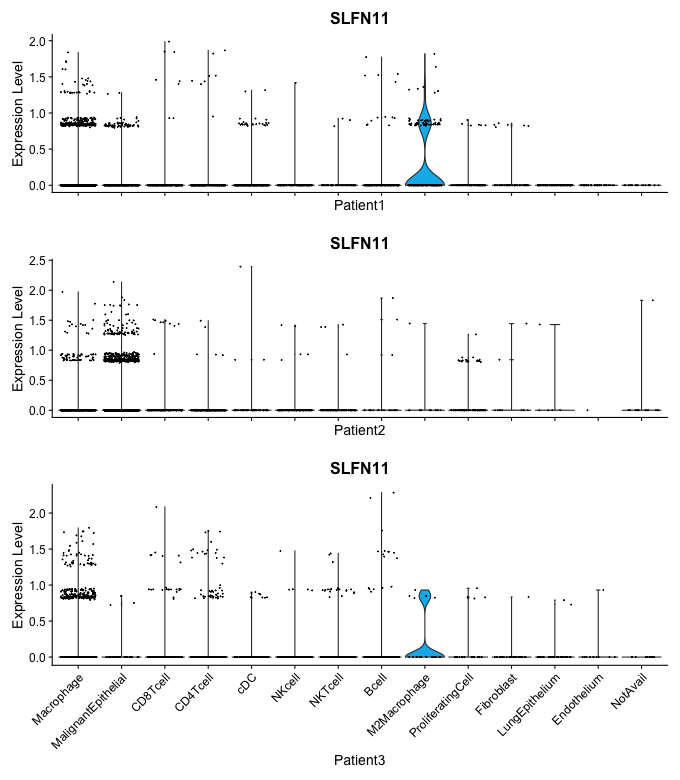 SLFN11
2.0
1.5
1.0
0.5
0.0
Expression Level
Patient1
SLFN11
2.5
2.0
1.5
1.0
0.5
0.0
Expression Level
Patient2
SLFN11
2.0
1.5
1.0
0.5
0.0
Expression Level
Macrophage
MalignantEpithelial
CD8Tcell
CD4Tcell
cDC
NKcell
NKTcell
Bcell
M2Macrophage
ProliferatingCell
Fibroblast
LungEpithelium
Endothelium
NotAvail
Patient3